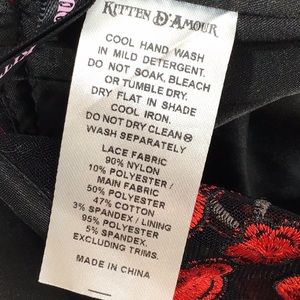 KITTEN D'AMOUR
COOL HAND WASH
IN MILD DETERGENT.
DO NOT SOAK, BLEACH
OR TUMBLE DRY.
DRY FLAT IN SHADE
COOL IRON.
DO NOT DRY CLEAN
WASH SEPARATELY
LACE FABRIC
90% NYLON
10% POLYESTER /
MAIN FABRIC
50% POLYESTER
47% COTTON
3% SPANDEX / LINING
95% POLYESTER
5% SPANDEX.
EXCLUDING TRIMS.
MADE IN CHINA